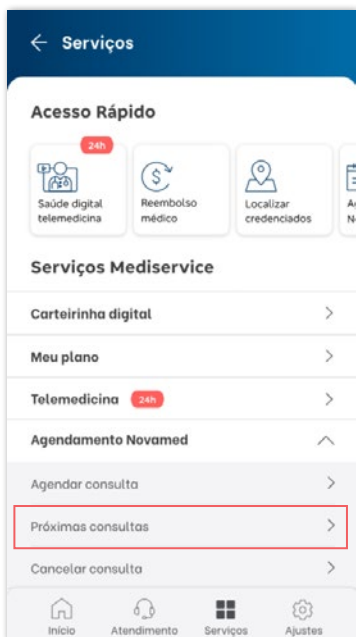 Serviços
Acesso Rápido
24h
Saúde digital
telemedicina
Reembolso
médico
Localizar
credenciados
Serviços Mediservice
Carteirinha digital
Meu plano
Telemedicina 24h
Agendamento Novamed
Agendar consulta
Próximas consultas
Cancelar consulta
Início Atendimento Serviços Ajustes